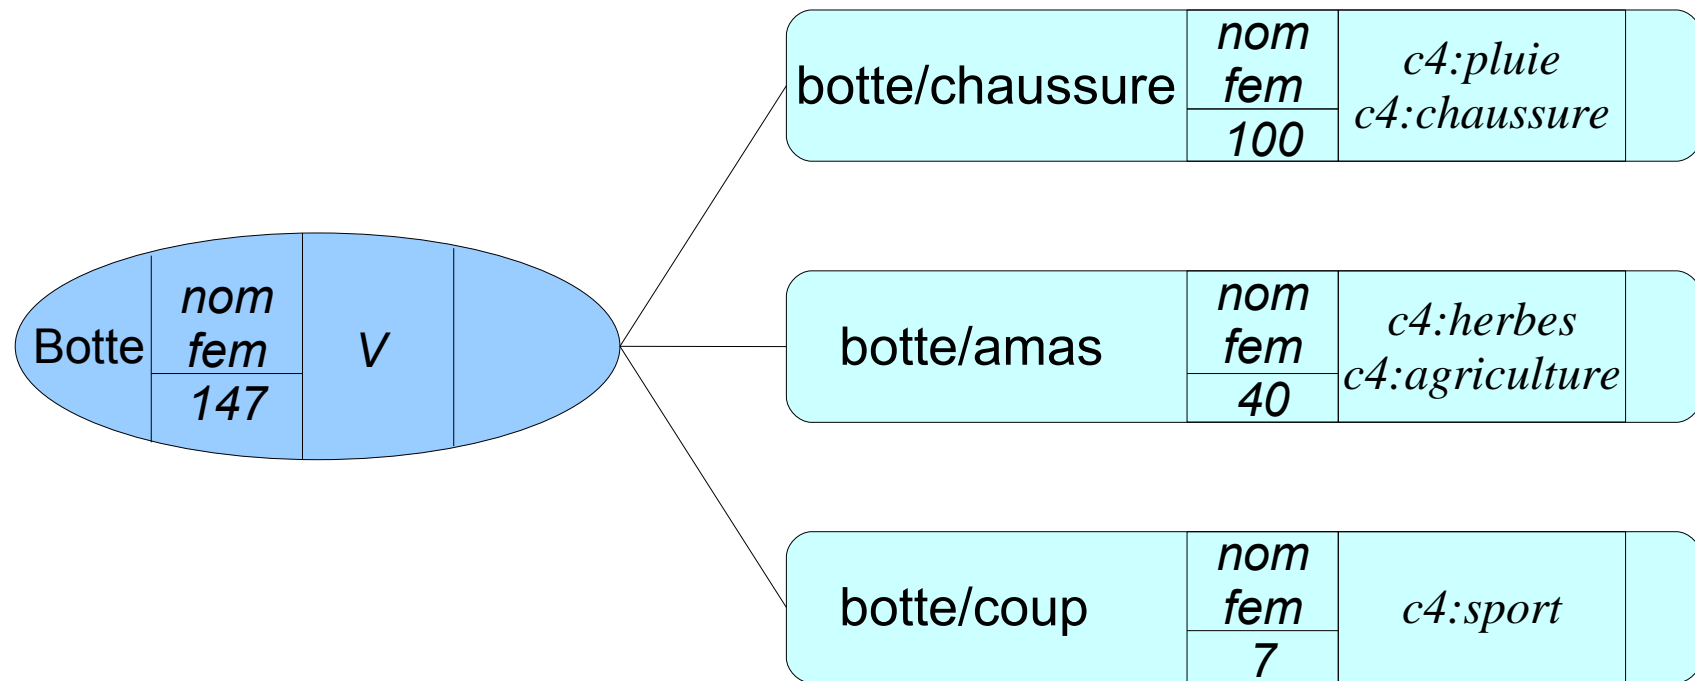 Botte
nom
fem
147
V
botte/chaussure
nom
fem
100
c4:pluie
c4:chaussure
botte/amas
nom
fem
40
c4:herbes
c4:agriculture
botte/coup
nom
fem
7
c4:sport